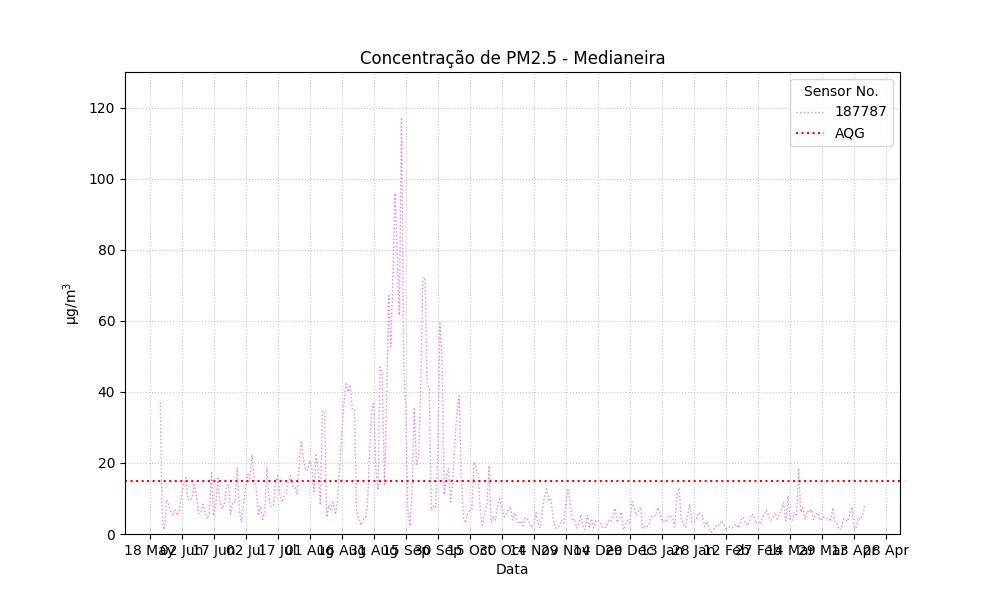 Concentração de PM2.5 - Medianeira
Sensor No.
187787
AQG
120
100
80
60
40
20
0
µg/m³
18 May 02 Jun 17 Jun 02 Jul 17 Jul 01 Aug 16 Aug 31 Aug 15 Sep 30 Sep 15 Oct 30 Oct 14 Nov 29 Nov 14 Dec 29 Dec 13 Jan 28 Jan 12 Feb 27 Feb 14 Mar 29 Mar 13 Apr 28 Apr
Data